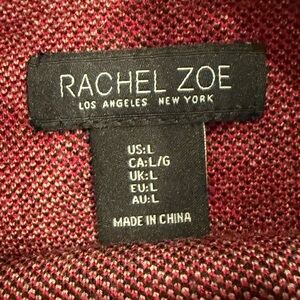 RACHEL ZOE
LOS ANGELES NEW YORK
US:L
CA:L/G
UK:L
EU:L
AU:L
MADE IN CHINA